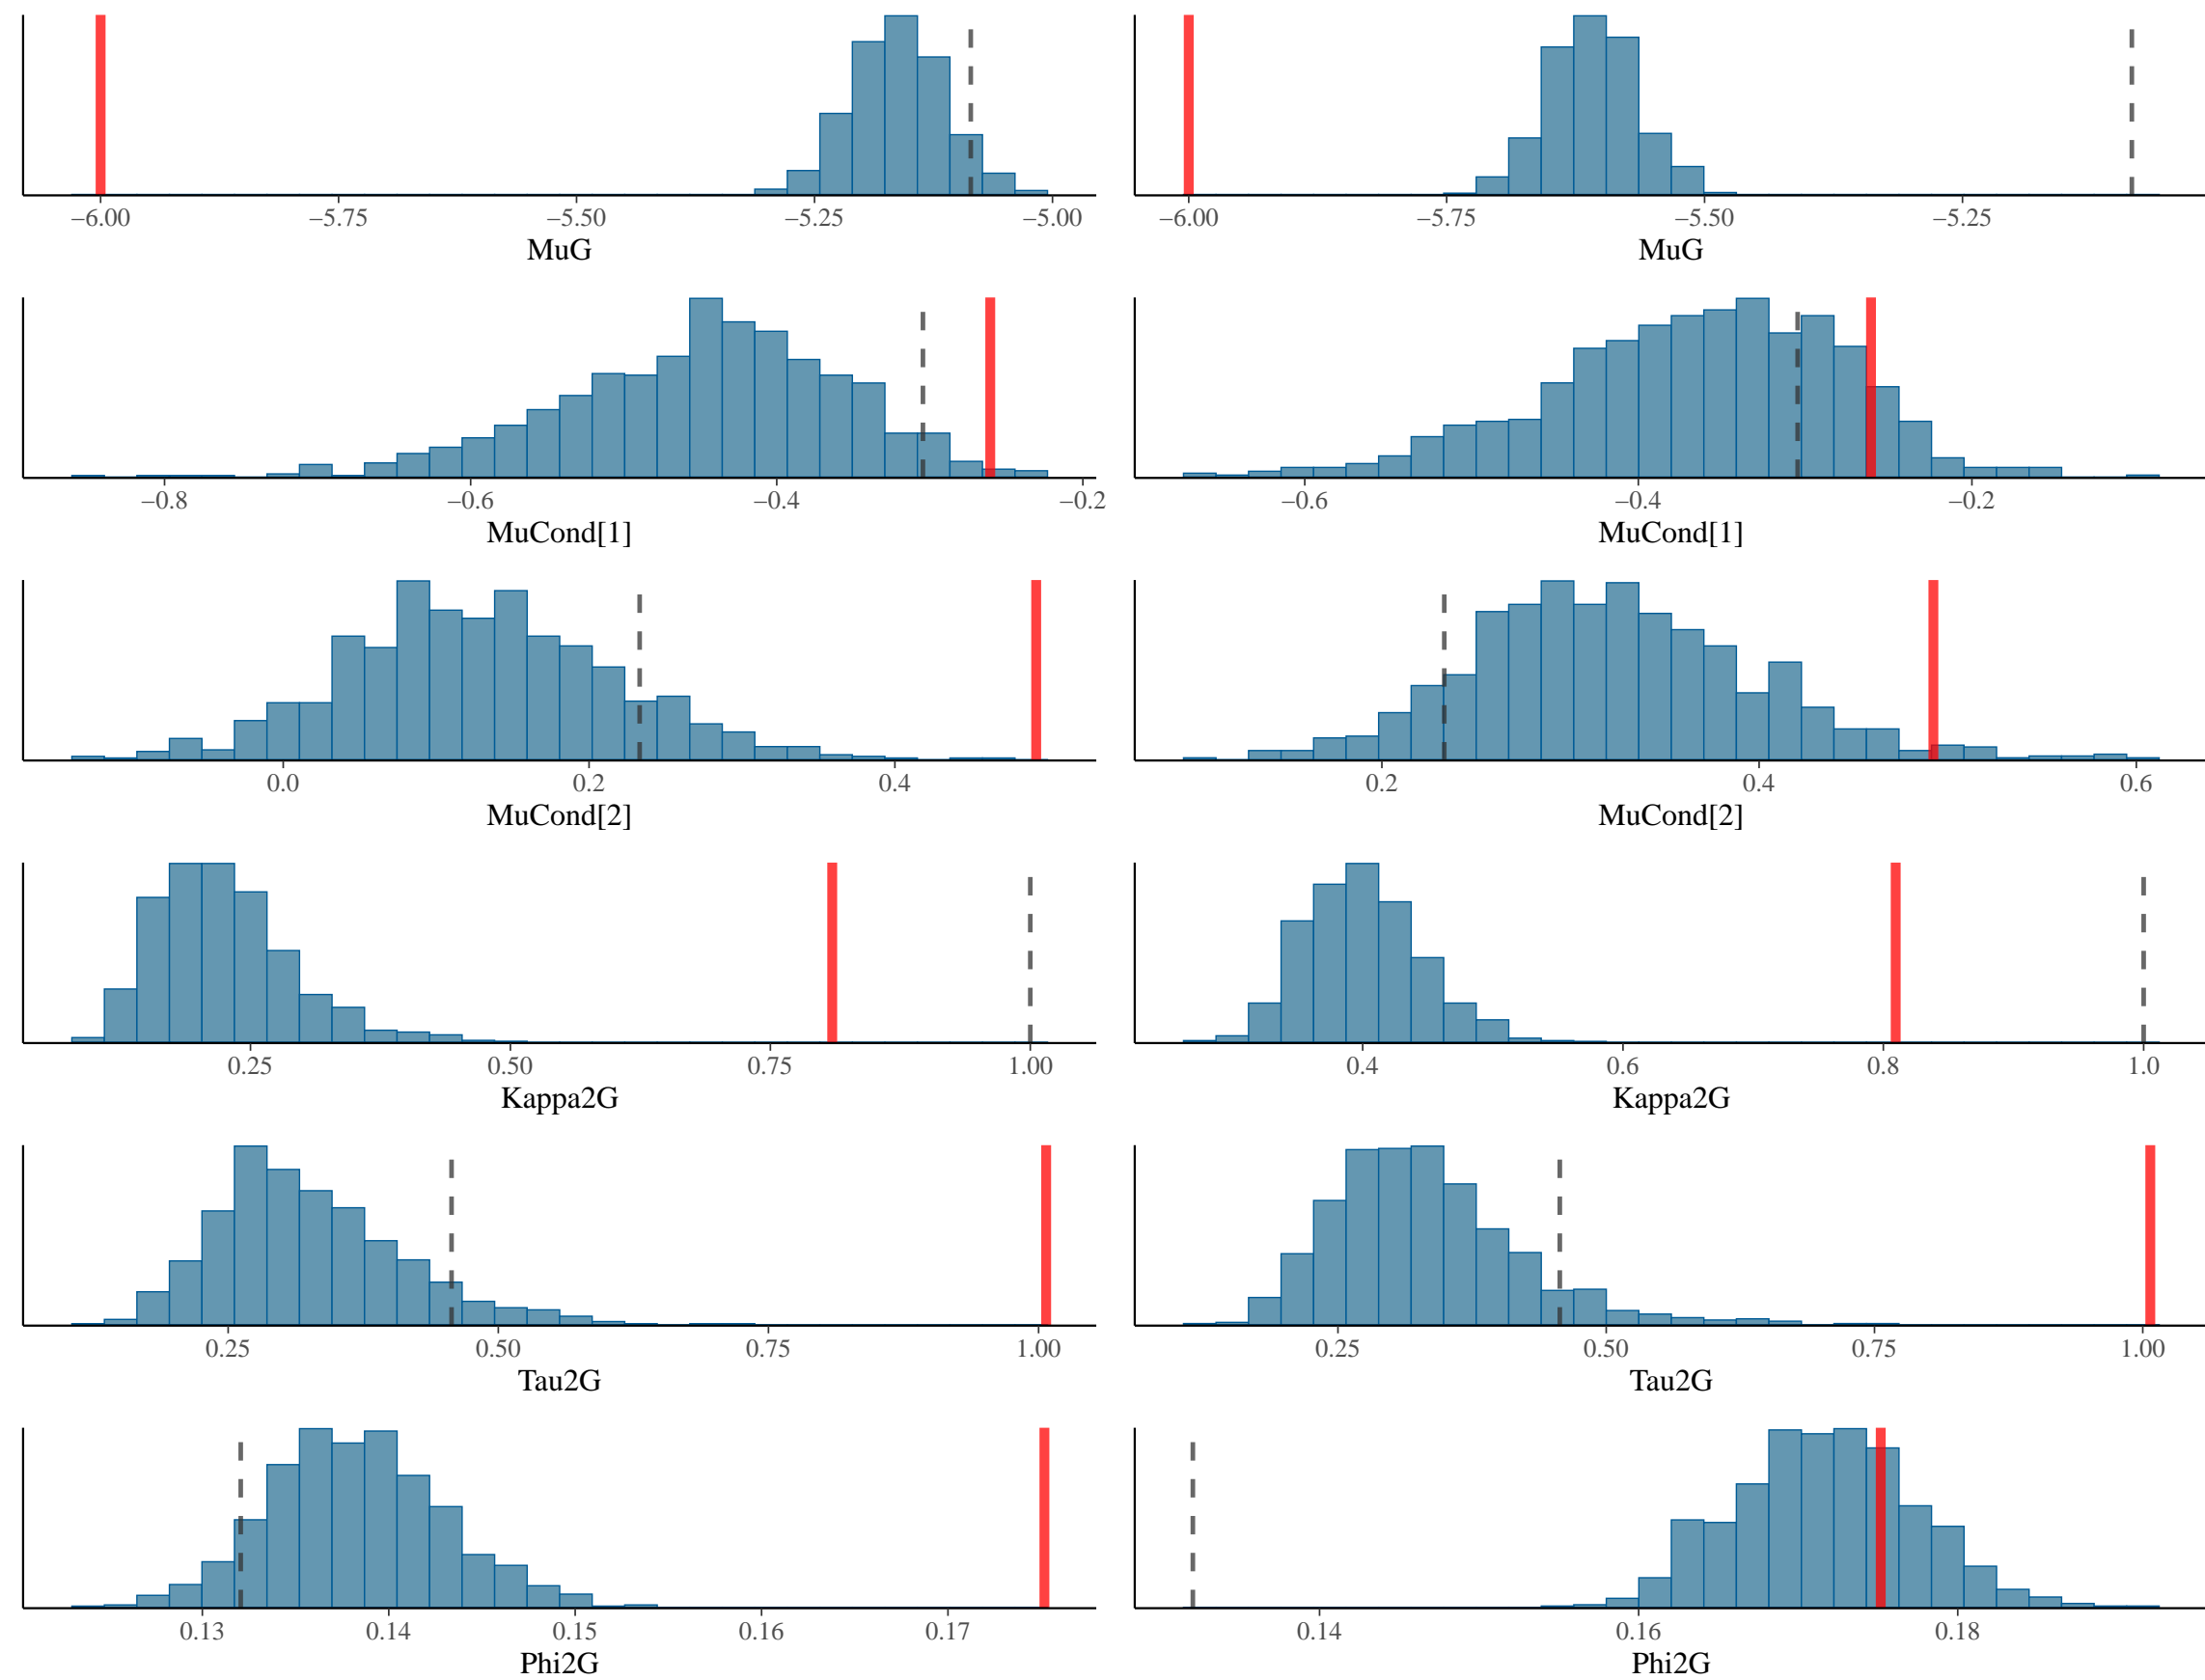 −6.00 −5.75 −5.50 −5.25 −5.00
MuG
−6.00 −5.75 −5.50 −5.25
MuG
−0.8 −0.6 −0.4 −0.2
MuCond[1]
−0.6 −0.4 −0.2
MuCond[1]
0.0 0.2 0.4
MuCond[2]
0.2 0.4 0.6
MuCond[2]
0.25 0.50 0.75 1.00
Kappa2G
0.4 0.6 0.8 1.0
Kappa2G
0.25 0.50 0.75 1.00
Tau2G
0.25 0.50 0.75 1.00
Tau2G
0.13 0.14 0.15 0.16 0.17
Phi2G
0.14 0.16 0.18
Phi2G